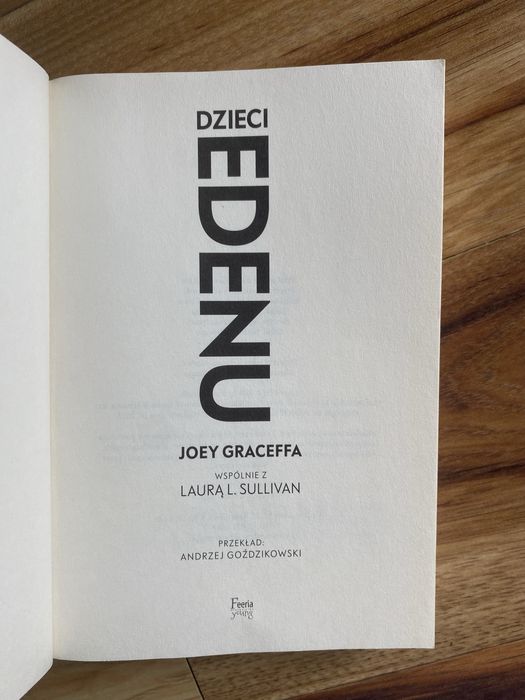 DZIECI
EDENU
JOEY GRACEFFA
WSPÓLNIE Z
LAURĄ L. SULLIVAN
PRZEKŁAD:
ANDRZEJ GOŹDZIKOWSKI
Feeria
young